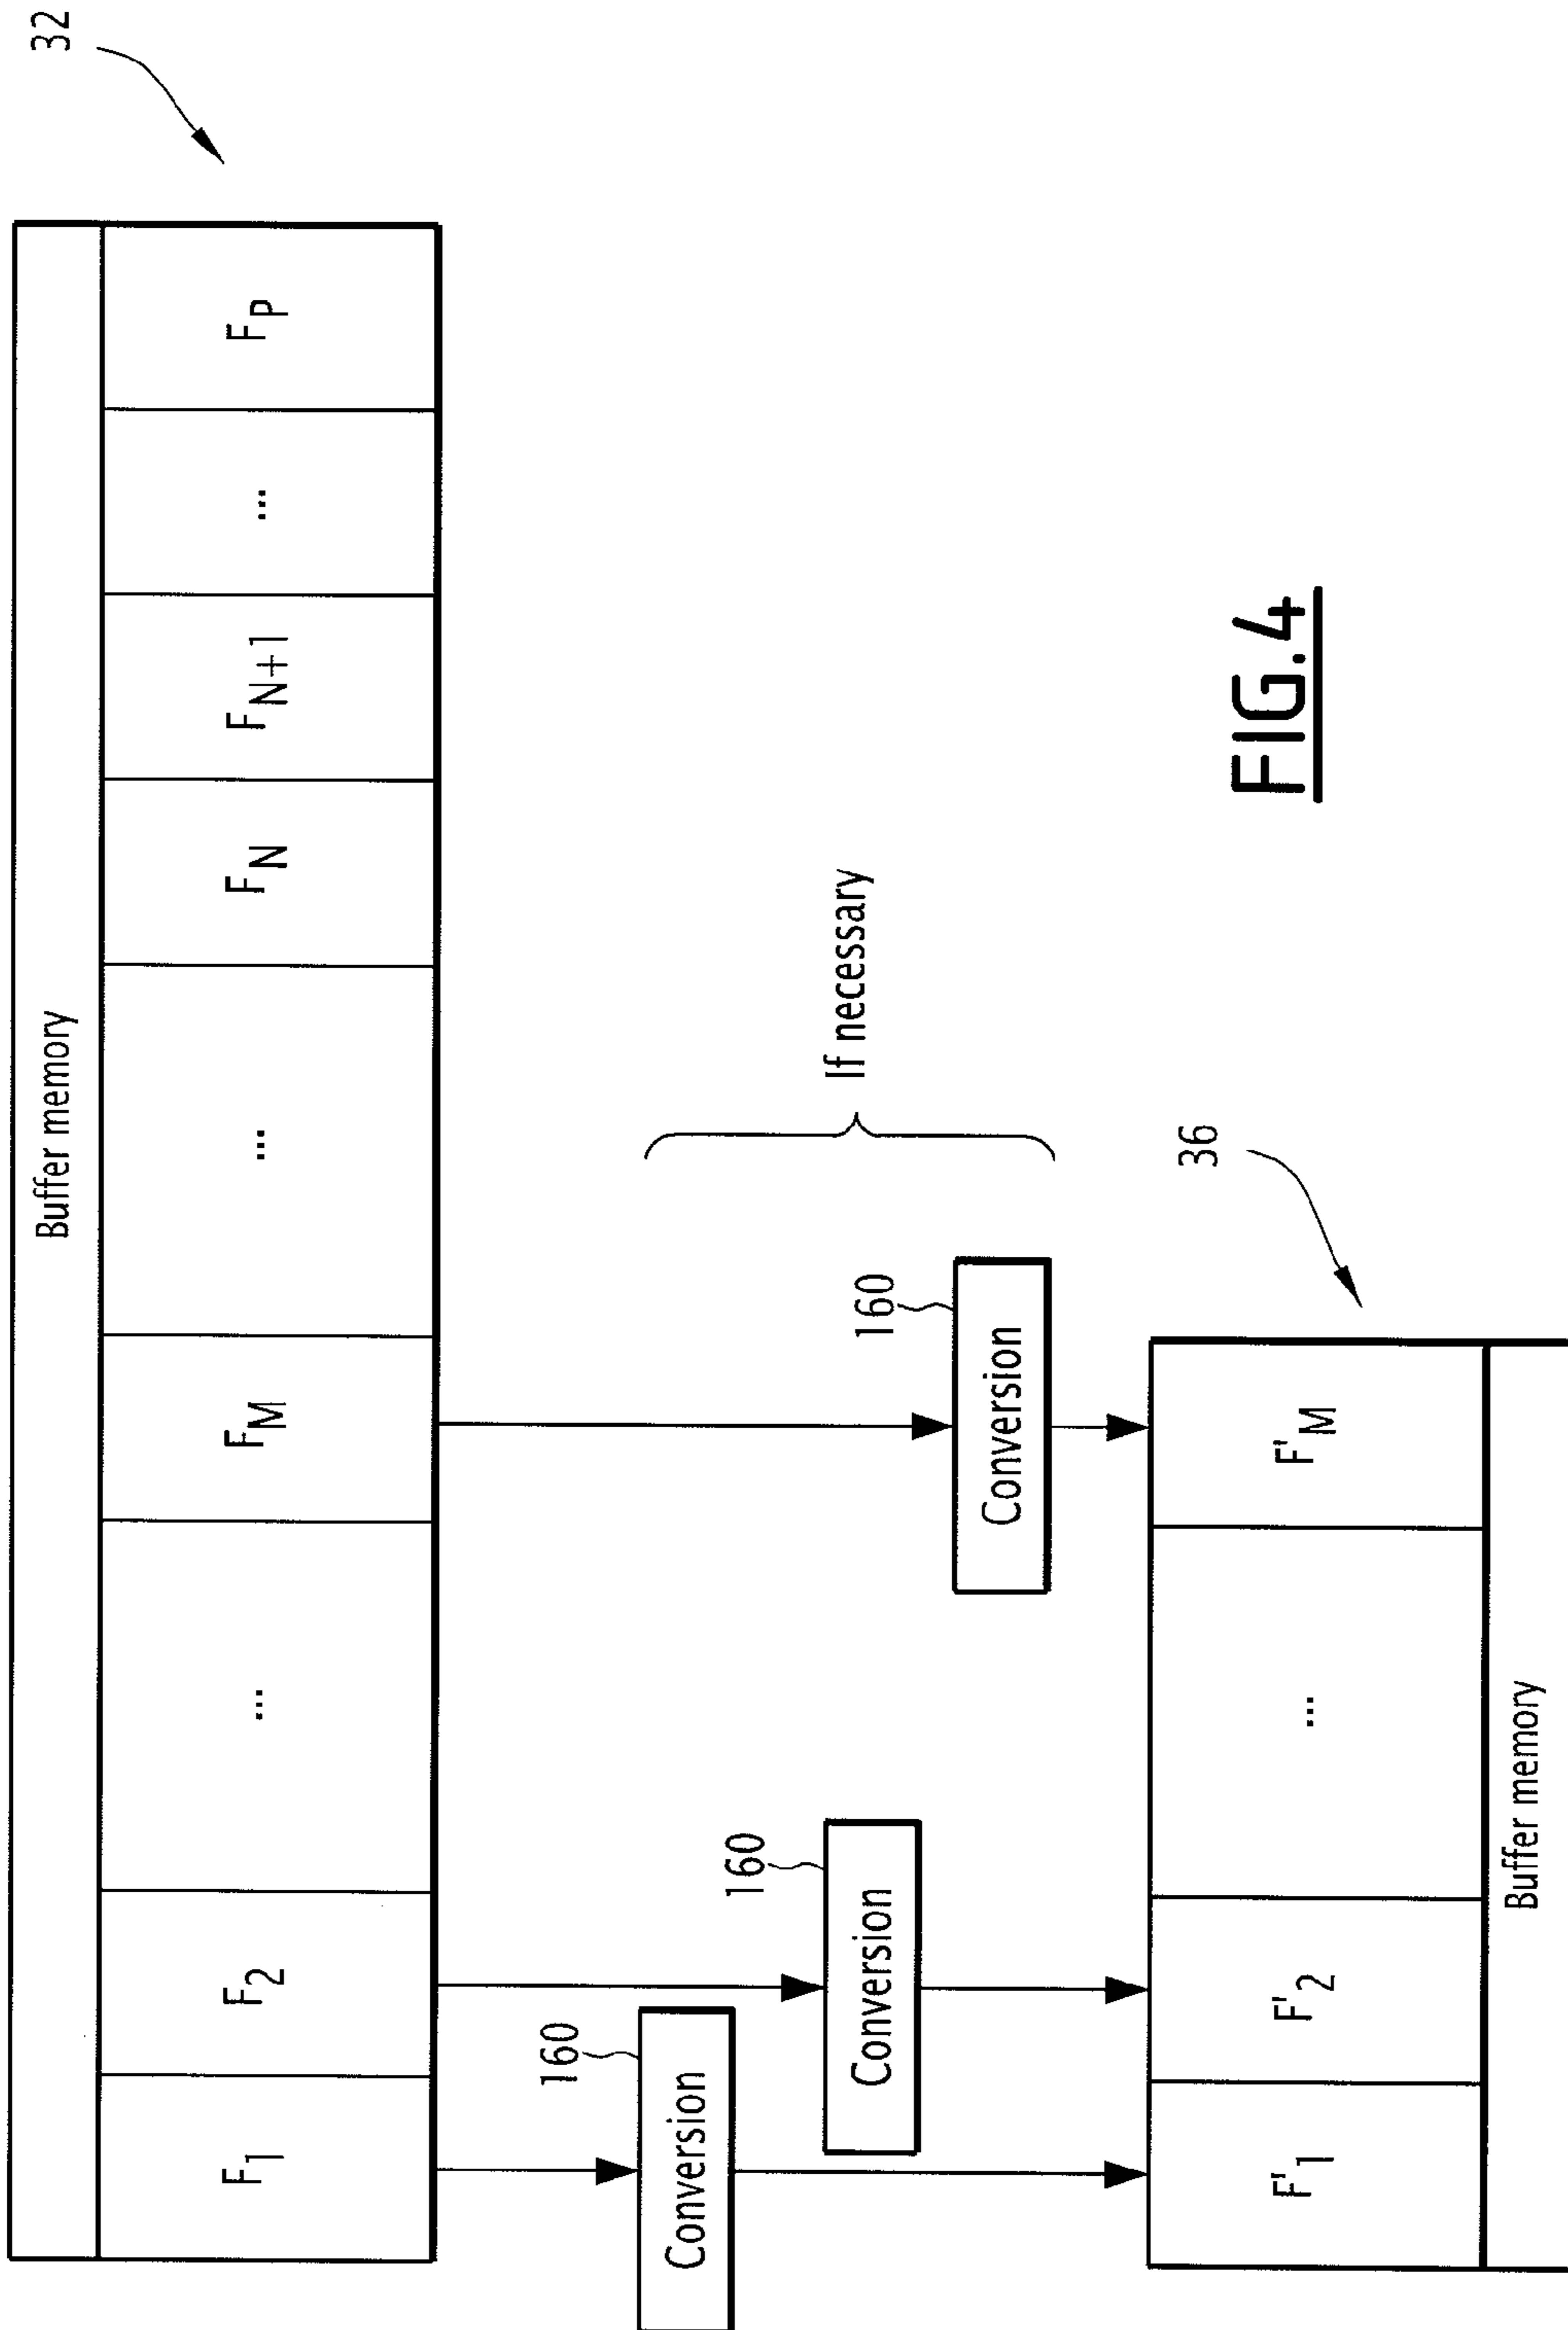 32
Buffer memory
F1 F2 ... FM ... FN FN+1 ... FP
If necessary
160
Conversion
160
Conversion
160
Conversion
36
F'1 F'2 ... F'M
Buffer memory
FIG.4